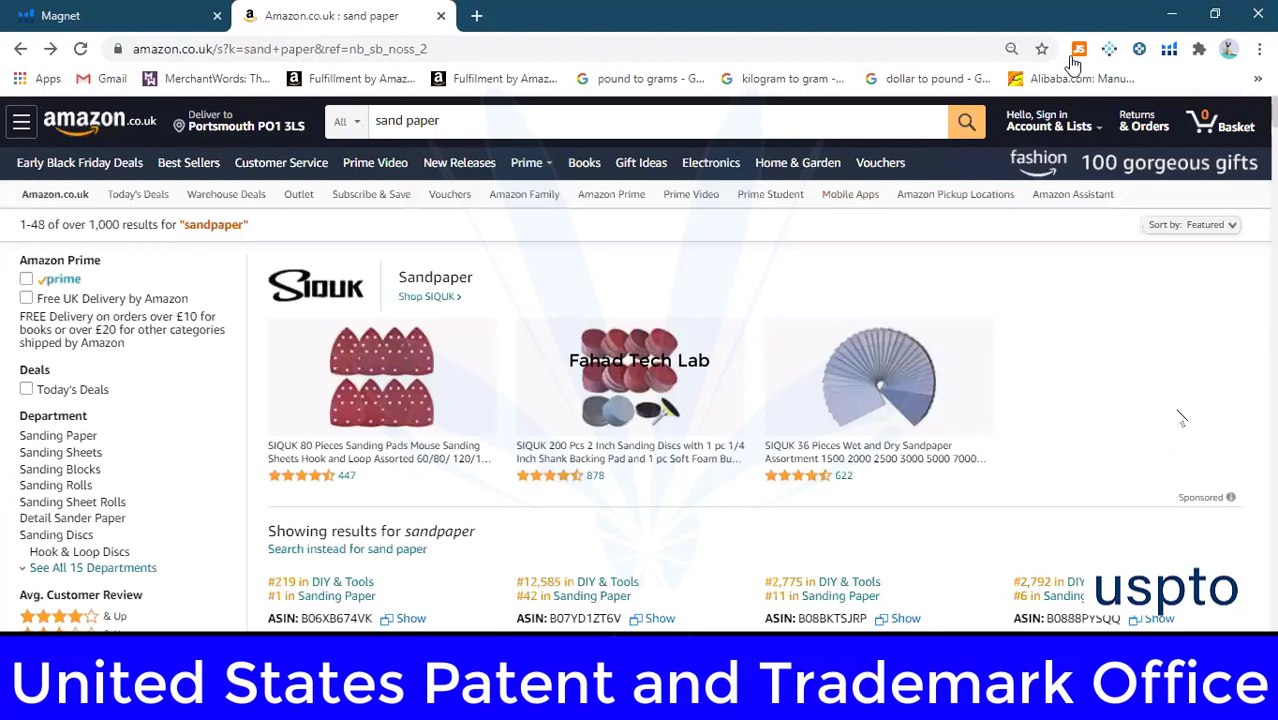 Magnet
Amazon.co.uk : sand paper
amazon.co.uk/s?k=sand+paper&ref=nb_sb_noss_2
Apps
Gmail
MerchantWords: Th...
Fulfillment by Amaz...
Fulfilment by Amaz...
pound to grams - G...
kilogram to gram -...
dollar to pound - G...
Alibaba.com: Manu...
amazon.co.uk
Deliver to
Portsmouth PO1 3LS
All
sand paper
Hello, Sign in
Account & Lists
Returns
& Orders
0
Basket
Early Black Friday Deals
Best Sellers
Customer Service
Prime Video
New Releases
Prime
Books
Gift Ideas
Electronics
Home & Garden
Vouchers
fashion
100 gorgeous gifts
Amazon.co.uk
Today's Deals
Warehouse Deals
Outlet
Subscribe & Save
Vouchers
Amazon Family
Amazon Prime
Prime Video
Prime Student
Mobile Apps
Amazon Pickup Locations
Amazon Assistant
1-48 of over 1,000 results for "sandpaper"
Sort by: Featured
Amazon Prime
prime
Free UK Delivery by Amazon
FREE Delivery on orders over £10 for
books or over £20 for other categories
shipped by Amazon
Deals
Today's Deals
Department
Sanding Paper
Sanding Sheets
Sanding Blocks
Sanding Rolls
Sanding Sheet Rolls
Detail Sander Paper
Sanding Discs
Hook & Loop Discs
See All 15 Departments
Avg. Customer Review
& Up
SIQUK
Sandpaper
Shop SIQUK
Fahad Tech Lab
SIQUK 80 Pieces Sanding Pads Mouse Sanding
Sheets Hook and Loop Assorted 60/80/ 120/1...
447
SIQUK 200 Pcs 2 Inch Sanding Discs with 1 pc 1/4
Inch Shank Backing Pad and 1 pc Soft Foam Bu...
878
SIQUK 36 Pieces Wet and Dry Sandpaper
Assortment 1500 2000 2500 3000 5000 7000...
622
Sponsored
Showing results for sandpaper
Search instead for sand paper
#219 in DIY & Tools
#1 in Sanding Paper
ASIN: B06XB674VK Show
#12,585 in DIY & Tools
#42 in Sanding Paper
ASIN: B07YD1ZT6V Show
#2,775 in DIY & Tools
#11 in Sanding Paper
ASIN: B08BKTSJRP Show
#2,792 in DIY
#6 in Sanding
ASIN: B0888PYSQQ Show
uspto
United States Patent and Trademark Office